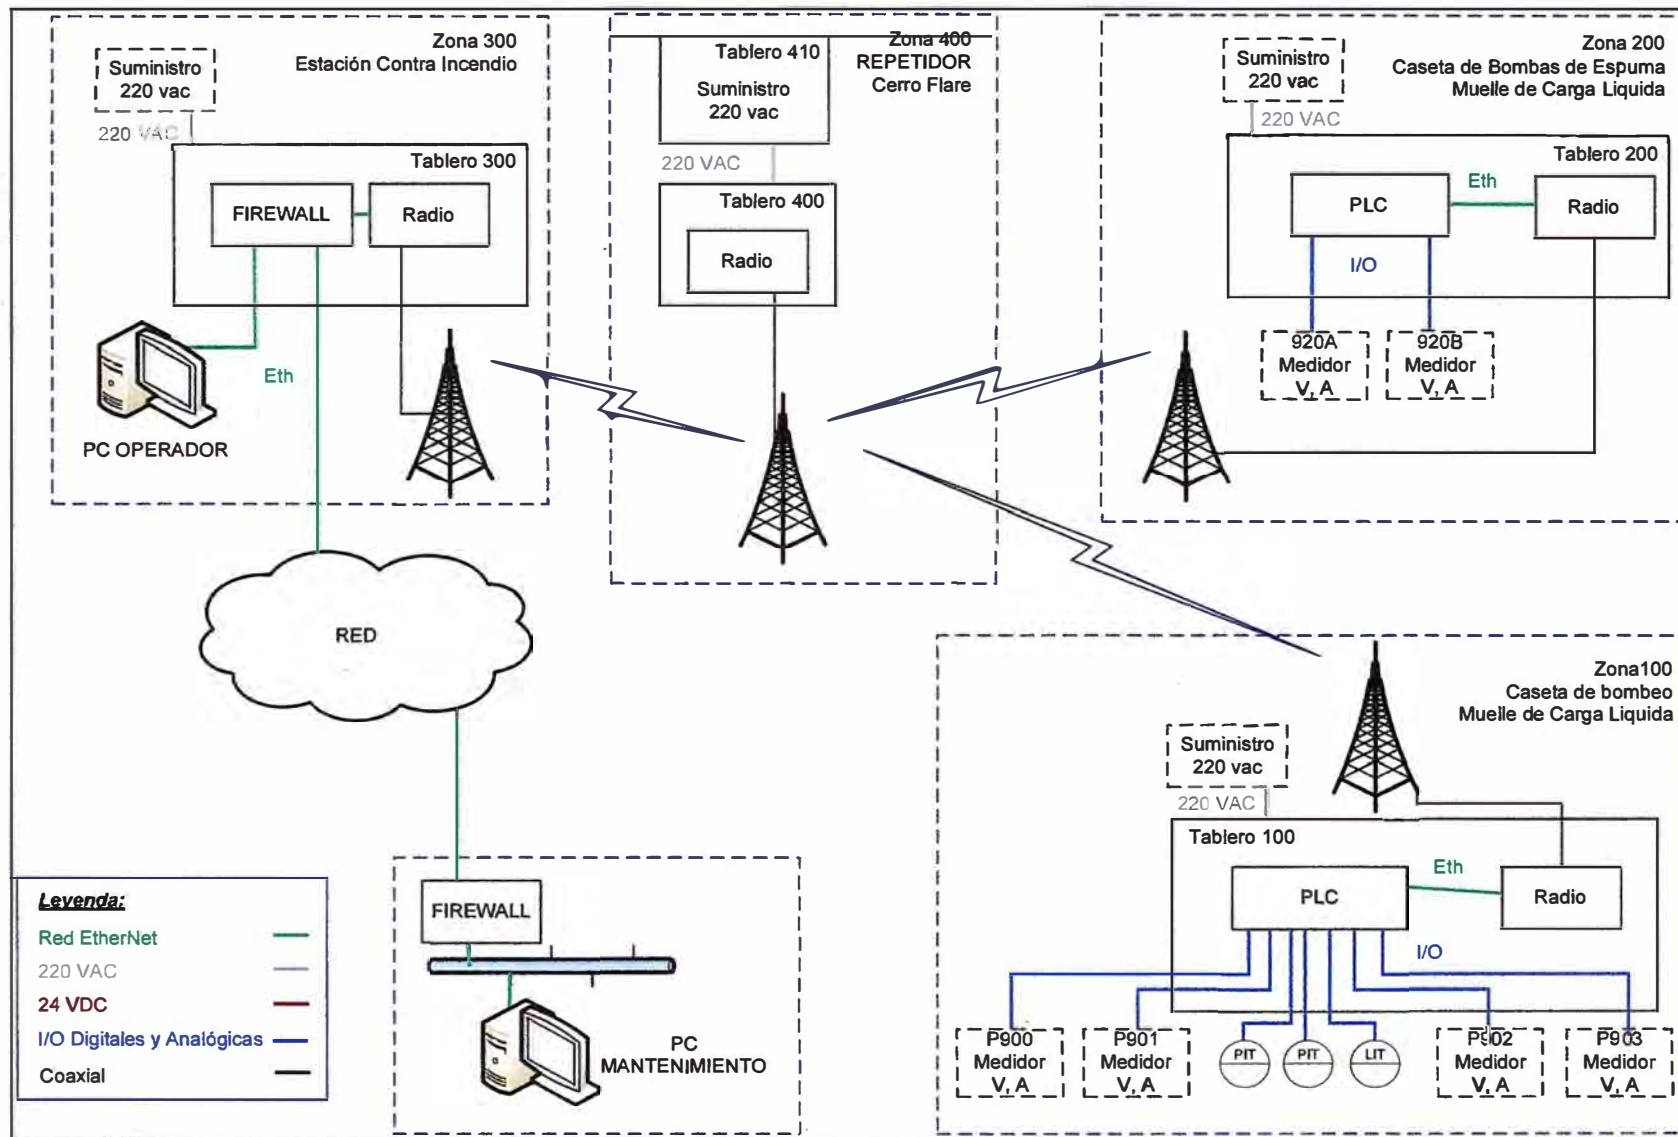 Zona 300
Estación Contra Incendio
Suministro
220 vac
220 VAC
Tablero 300
FIREWALL
Radio
Eth
PC OPERADOR
Zona 400
REPETIDOR
Cerro Flare
Tablero 410
Suministro
220 vac
220 VAC
Tablero 400
Radio
Zona 200
Caseta de Bombas de Espuma
Muelle de Carga Liquida
Suministro
220 vac
220 VAC
Tablero 200
PLC
Eth
Radio
I/O
920A
Medidor
V, A
920B
Medidor
V, A
RED
Zona100
Caseta de bombeo
Muelle de Carga Liquida
Suministro
220 vac
220 VAC
Tablero 100
PLC
Eth
Radio
I/O
P900
Medidor
V, A
P901
Medidor
V, A
PIT
PIT
LIT
P902
Medidor
V, A
P903
Medidor
V, A
FIREWALL
PC
MANTENIMIENTO
Leyenda:
Red EtherNet
220 VAC
24 VDC
I/O Digitales y Analógicas
Coaxial